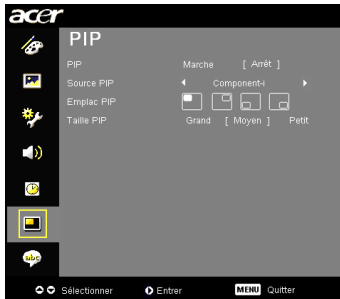 acer
PIP
PIP Marche [ Arrêt ]
Source PIP Component-i
Emplac PIP
Taille PIP Grand [ Moyen ] Petit
abc
Sélectionner Entrer MENU Quitter